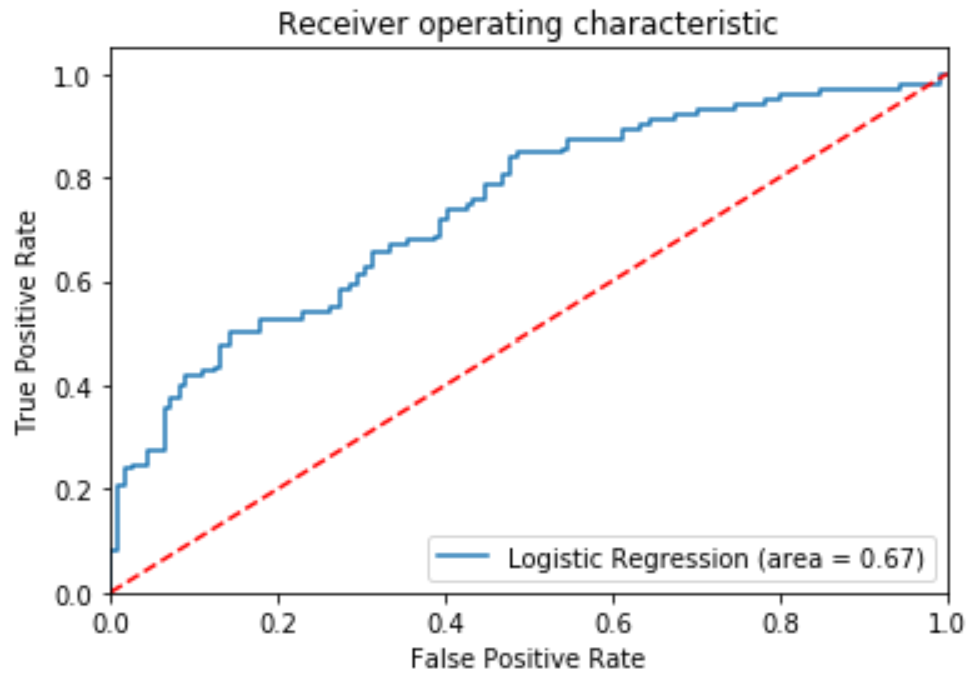 Receiver operating characteristic
1.0
0.8
0.6
0.4
0.2
0.0
True Positive Rate
Logistic Regression (area = 0.67)
0.0 0.2 0.4 0.6 0.8 1.0
False Positive Rate